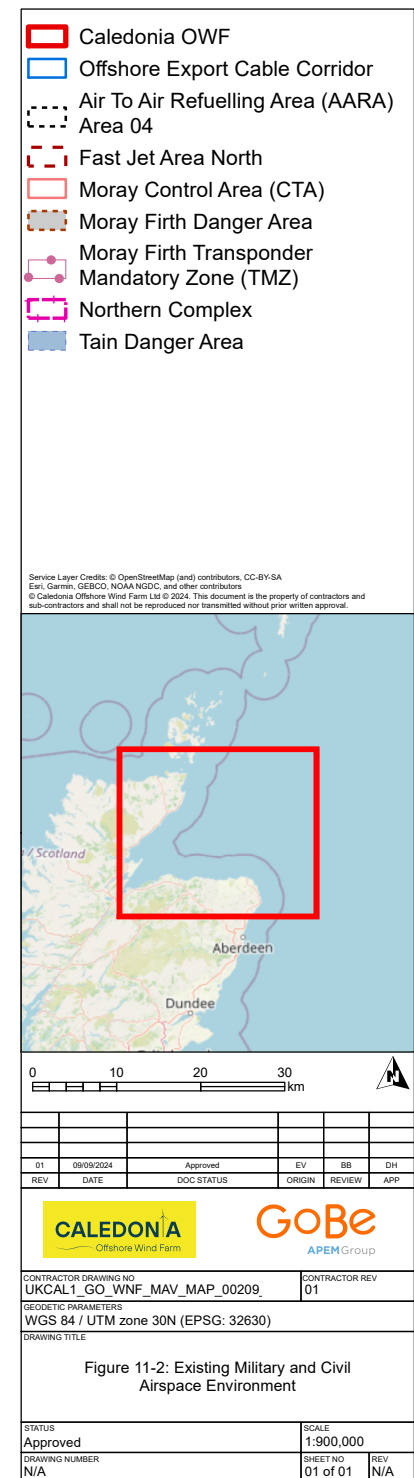 Caledonia OWF
Offshore Export Cable Corridor
Air To Air Refuelling Area (AARA)
Area 04
Fast Jet Area North
Moray Control Area (CTA)
Moray Firth Danger Area
Moray Firth Transponder
Mandatory Zone (TMZ)
Northern Complex
Tain Danger Area
Service Layer Credits: © OpenStreetMap (and) contributors, CC-BY-SA
Esri, Garmin, GEBCO, NOAA NGDC, and other contributors
© Caledonia Offshore Wind Farm Ltd © 2024. This document is the property of contractors and
sub-contractors and shall not be reproduced nor transmitted without prior written approval.
/ Scotland
Aberdeen
Dundee
0 10 20 30
km
N
01 09/09/2024 Approved EV BB DH
REV DATE DOC STATUS ORIGIN REVIEW APP
CALEDONIA
Offshore Wind Farm
GoBe
APEMGroup
CONTRACTOR DRAWING NO
UKCAL1_GO_WNF_MAV_MAP_00209_
CONTRACTOR REV
01
GEODETIC PARAMETERS
WGS 84 / UTM zone 30N (EPSG: 32630)
DRAWING TITLE
Figure 11-2: Existing Military and Civil
Airspace Environment
STATUS
Approved
SCALE
1:900,000
DRAWING NUMBER
N/A
SHEET NO
01 of 01
REV
N/A